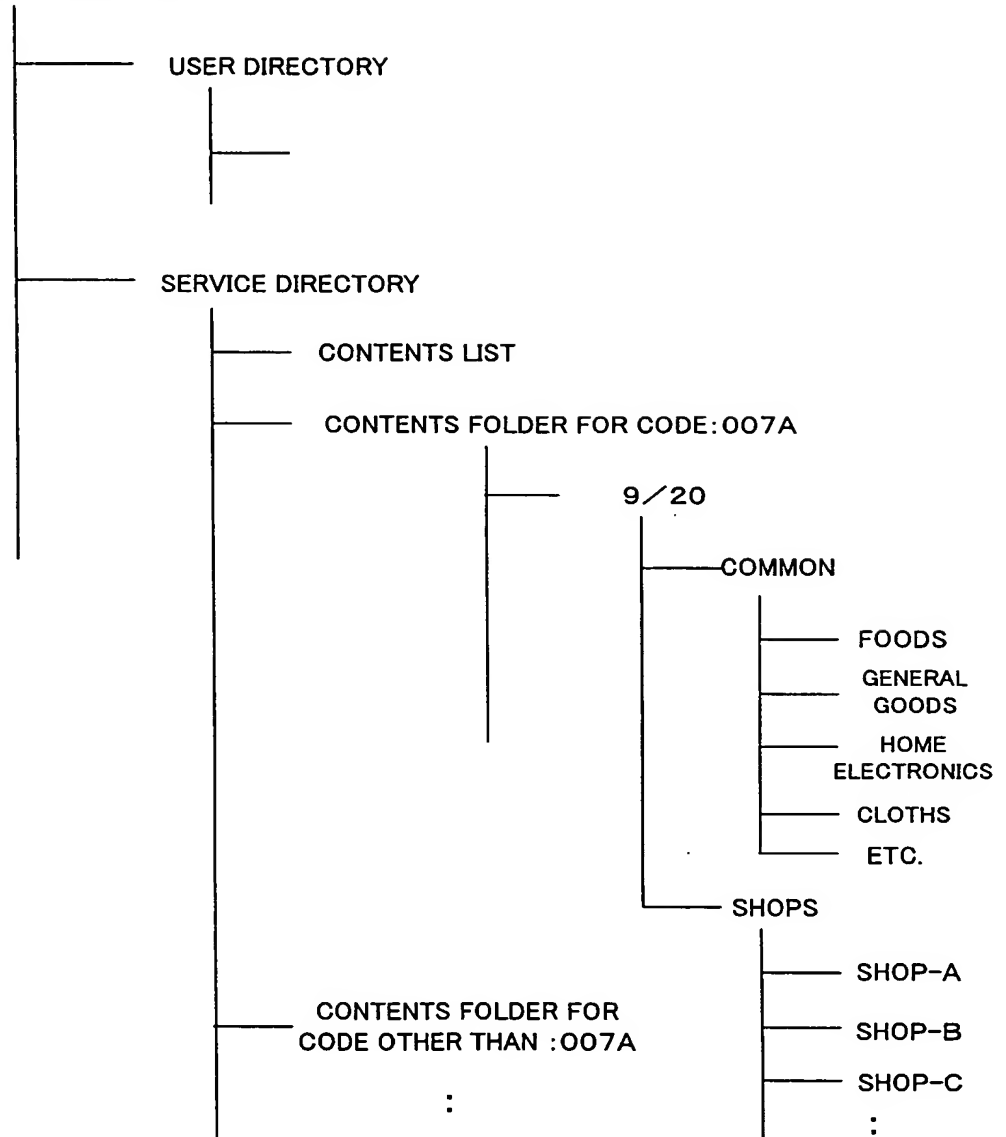 USER DIRECTORY
SERVICE DIRECTORY
CONTENTS LIST
CONTENTS FOLDER FOR CODE:007A
9/20
COMMON
FOODS
GENERAL
GOODS
HOME
ELECTRONICS
CLOTHS
ETC.
SHOPS
SHOP-A
CONTENTS FOLDER FOR
CODE OTHER THAN :007A
SHOP-B
SHOP-C
:
: